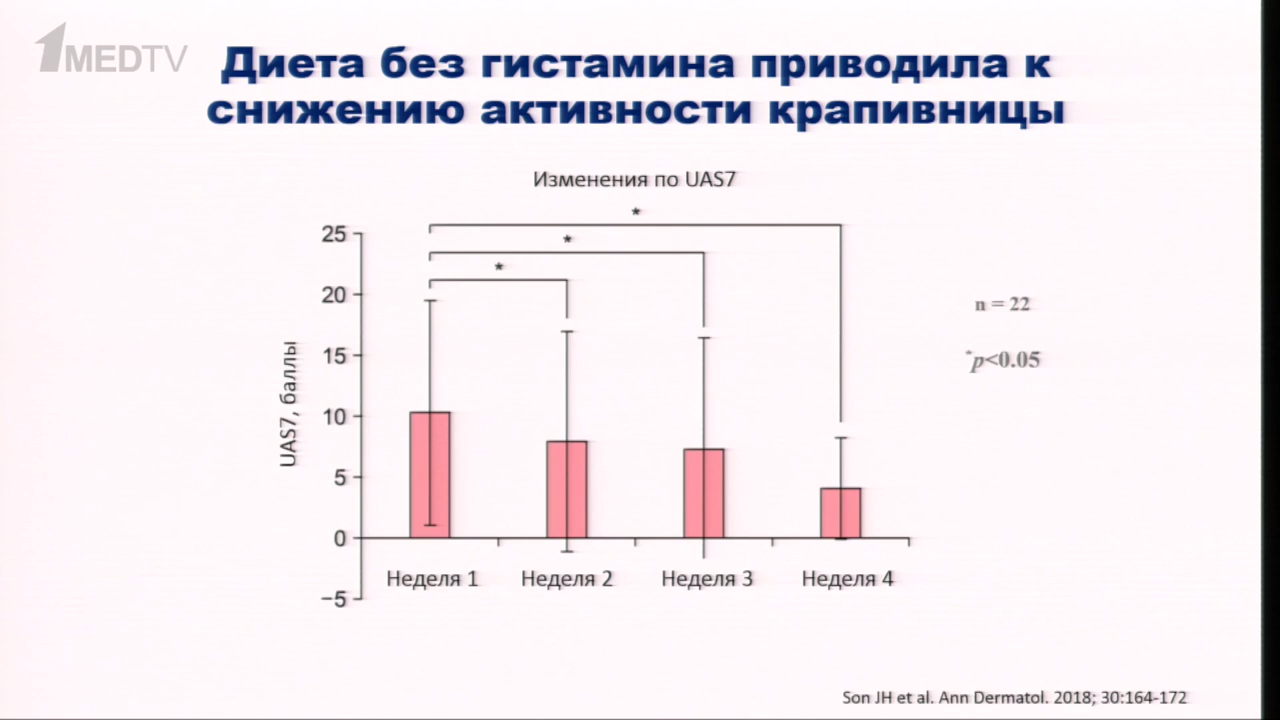 1MEDTV
Диета без гистамина приводила к
снижению активности крапивницы
Изменения по UAS7
*
*
*
25
20
15
10
5
0
−5
UAS7, баллы
n = 22
*p<0.05
Неделя 1
Неделя 2
Неделя 3
Неделя 4
Son JH et al. Ann Dermatol. 2018; 30:164-172